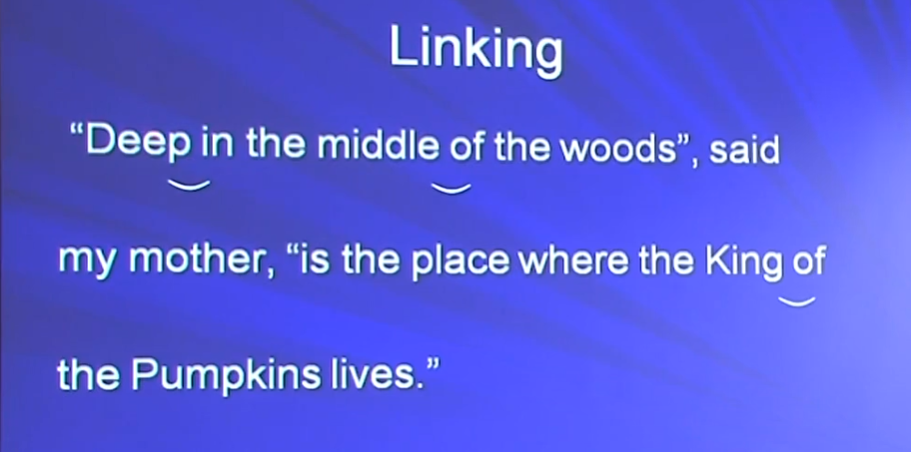 Linking
“Deep in the middle of the woods”, said
my mother, “is the place where the King of
the Pumpkins lives.”